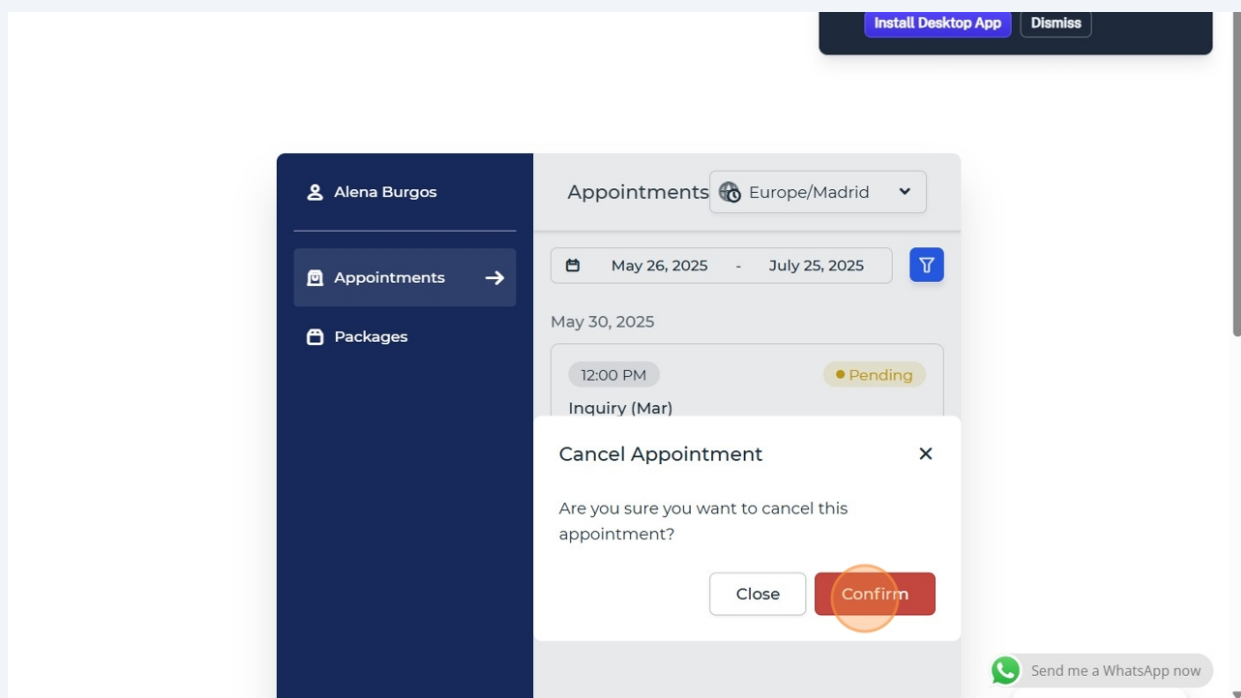 Install Desktop App
Dismiss
Alena Burgos
Appointments
Packages
Appointments
Europe/Madrid
May 26, 2025 - July 25, 2025
May 30, 2025
12:00 PM
Pending
Inquiry (Mar)
Cancel Appointment
Are you sure you want to cancel this
appointment?
Close
Confirm
Send me a WhatsApp now